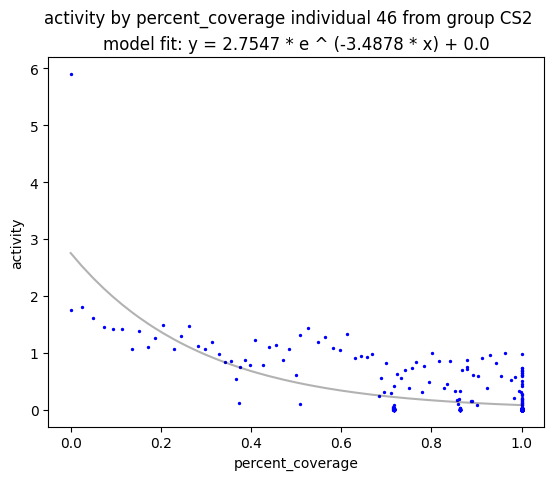 activity by percent_coverage individual 46 from group CS2
model fit: y = 2.7547 * e ^ (-3.4878 * x) + 0.0
6
5
4
3
2
1
0
activity
0.0 0.2 0.4 0.6 0.8 1.0
percent_coverage